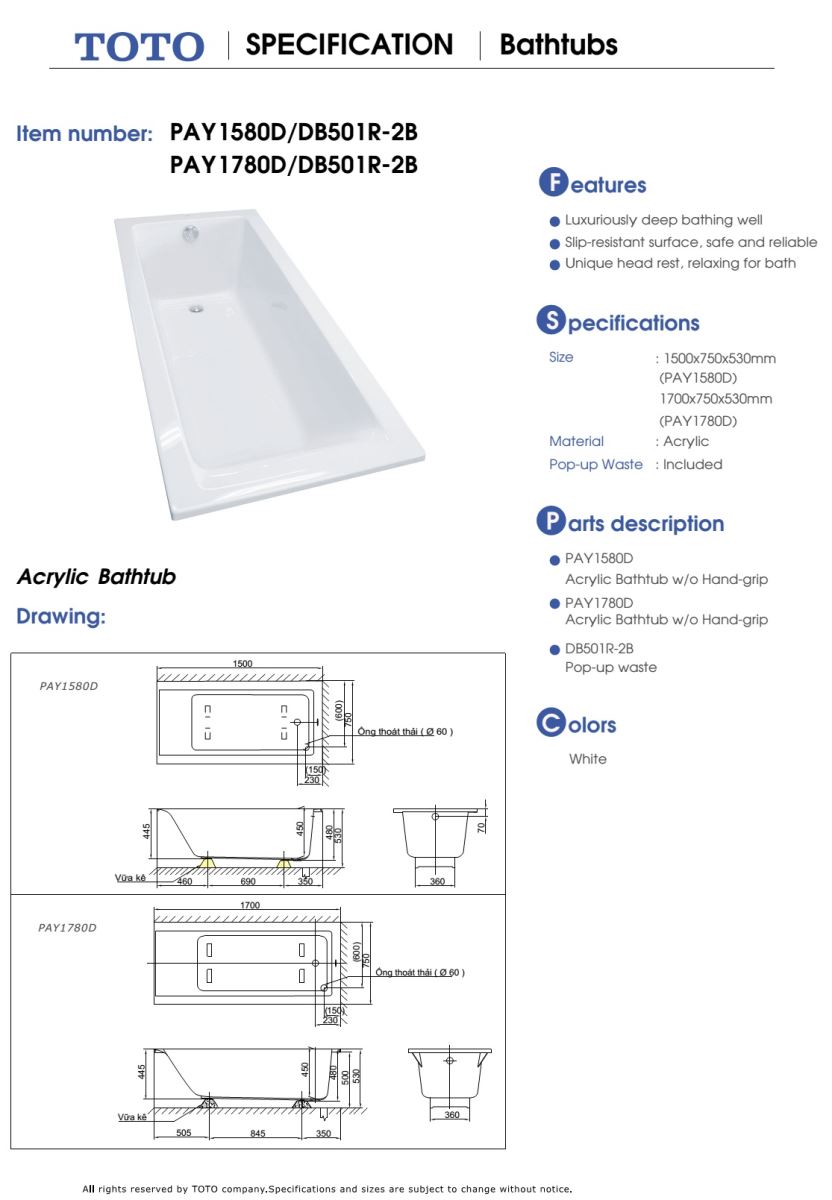 TOTO SPECIFICATION Bathtubs
Item number: PAY1580D/DB501R-2B
PAY1780D/DB501R-2B
Features
Luxuriously deep bathing well
Slip-resistant surface, safe and reliable
Unique head rest, relaxing for bath
Specifications
Size : 1500x750x530mm
(PAY1580D)
1700x750x530mm
(PAY1780D)
Material : Acrylic
Pop-up Waste : Included
Parts description
PAY1580D
Acrylic Bathtub w/o Hand-grip
PAY1780D
Acrylic Bathtub w/o Hand-grip
DB501R-2B
Pop-up waste
Colors
White
Acrylic Bathtub
Drawing:
PAY1580D
1500
(600)
750
Ống thoát thải ( Ø 60 )
(150)
230
445
450
480
530
70
Vữa kê
460 690 350
360
PAY1780D
1700
(600)
750
Ống thoát thải ( Ø 60 )
(150)
230
445
450
480
500
530
Vữa kê
360
505 845 350
All rights reserved by TOTO company.Specifications and sizes are subject to change without notice.